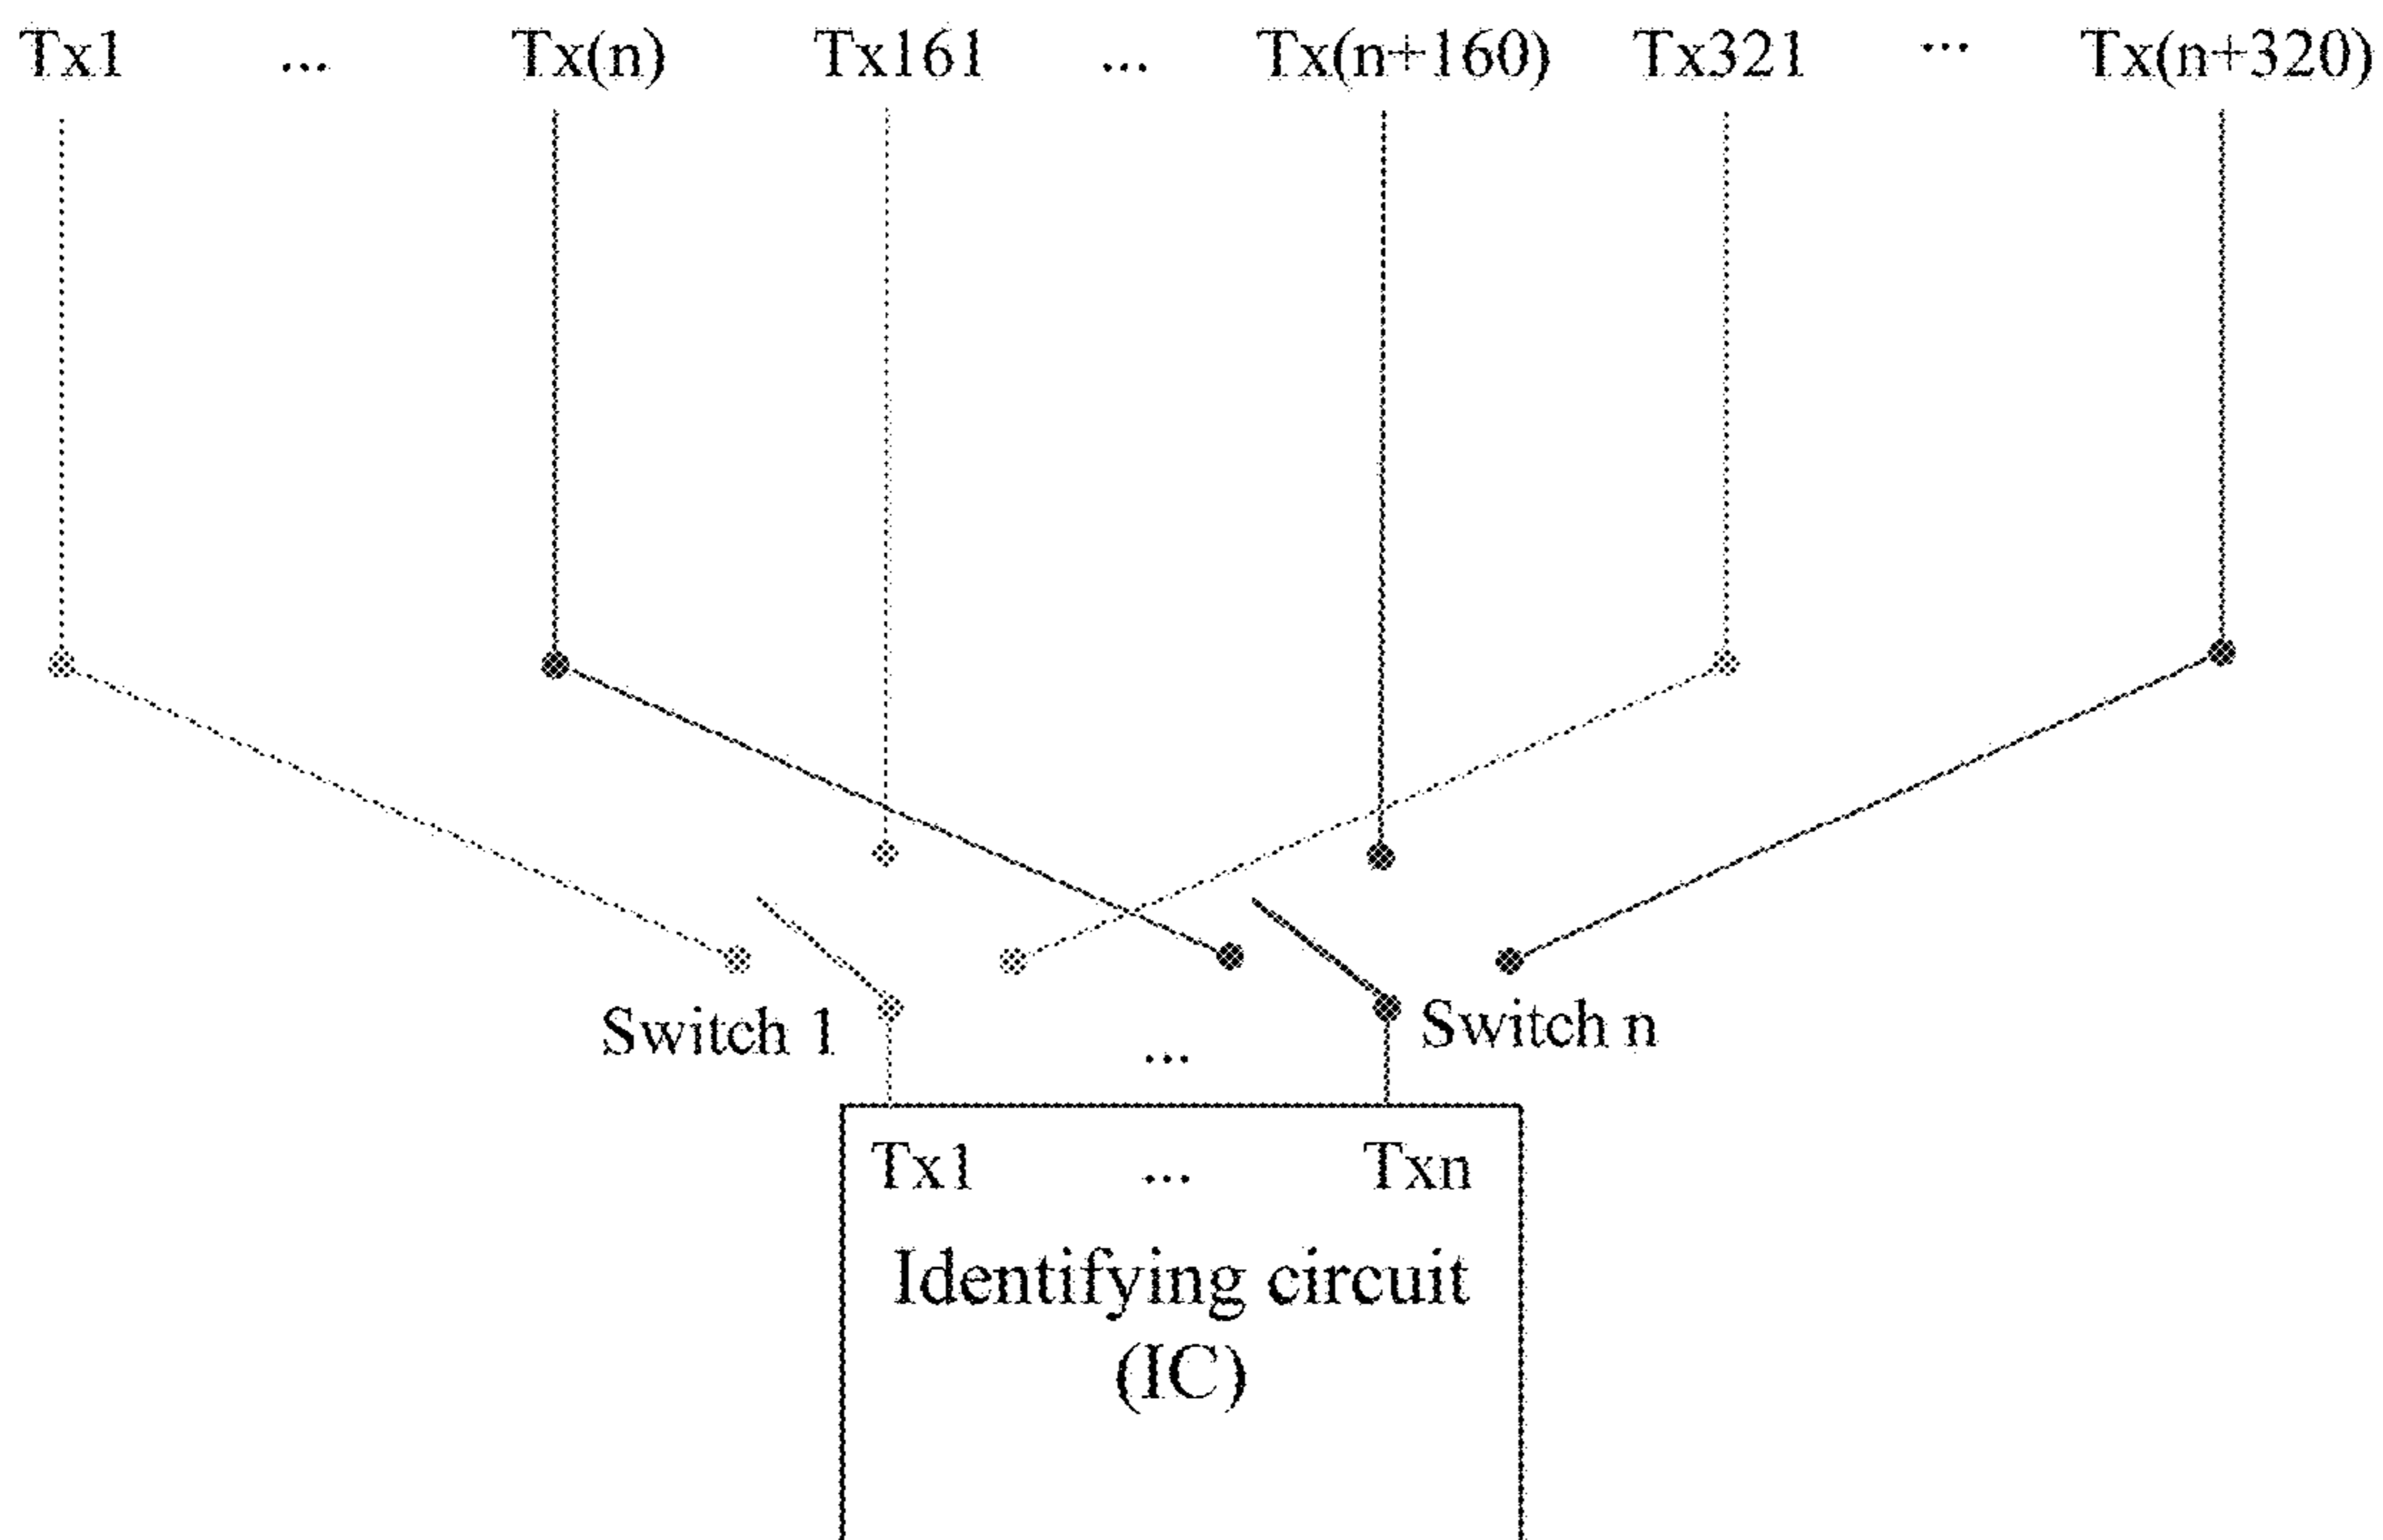 Tx1 ... Tx(n) Tx161 ... Tx(n+160) Tx321 ... Tx(n+320)
Switch 1 ... Switch n
Tx1 ... Txn
Identifying circuit
(IC)